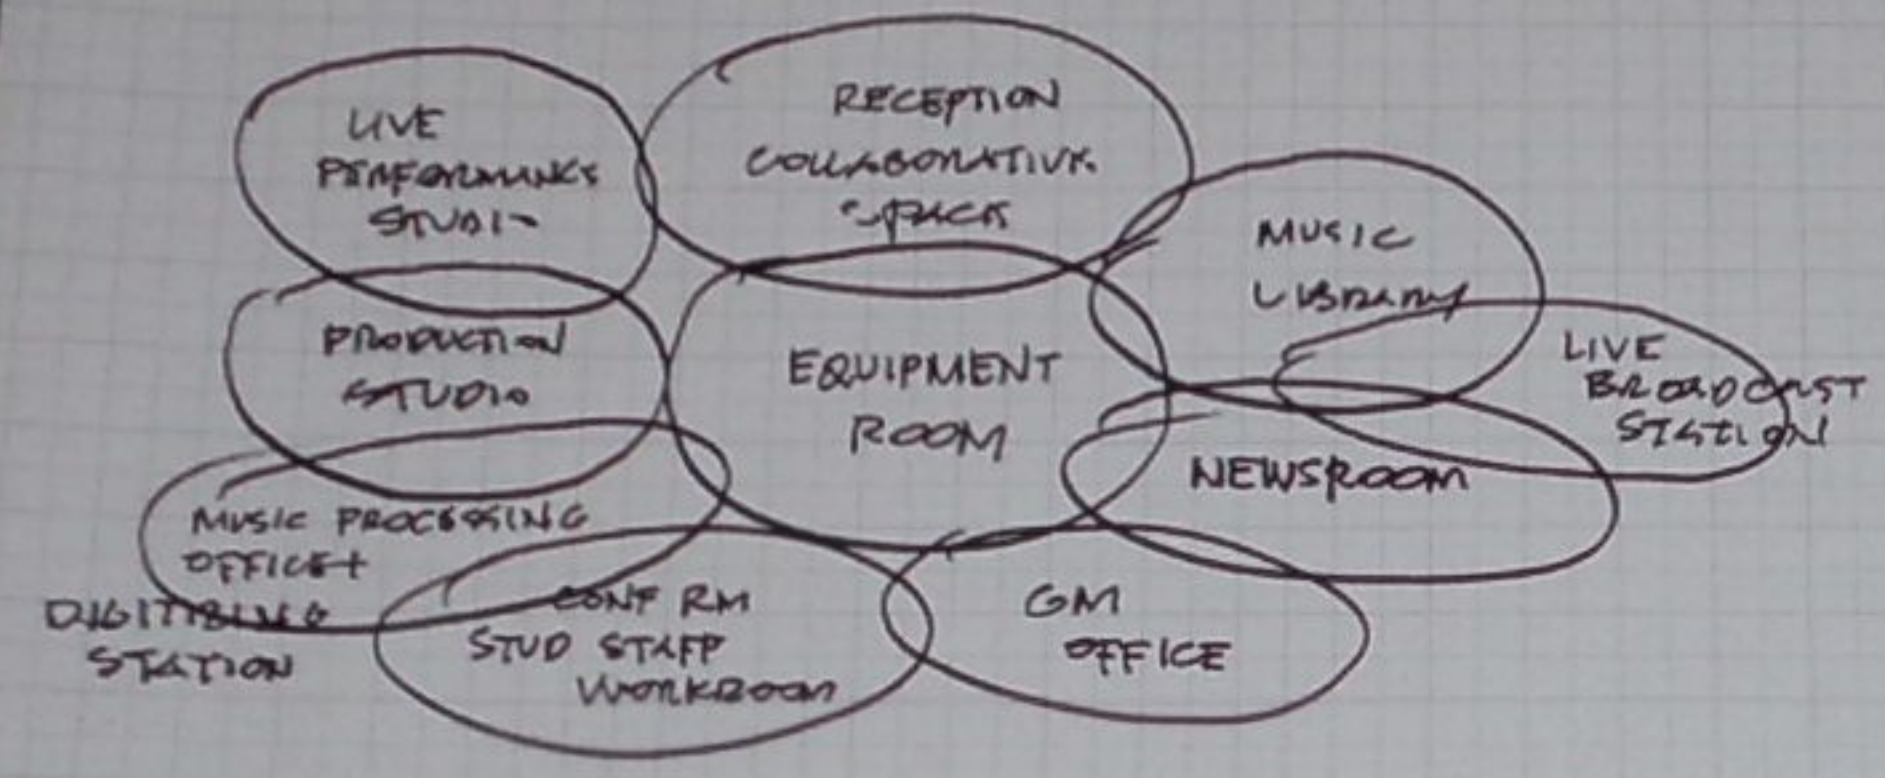 LIVE
PERFORMANCE
STUDIO
RECEPTION
COLLABORATIVE
SPACE
MUSIC
LIBRARY
LIVE
BROADCAST
STATION
PRODUCTION
STUDIO
EQUIPMENT
ROOM
NEWSROOM
MUSIC PROCESSING
OFFICE+
DIGITIZING
STATION
CONF RM
STUD STAFF
WORKROOM
GM
OFFICE